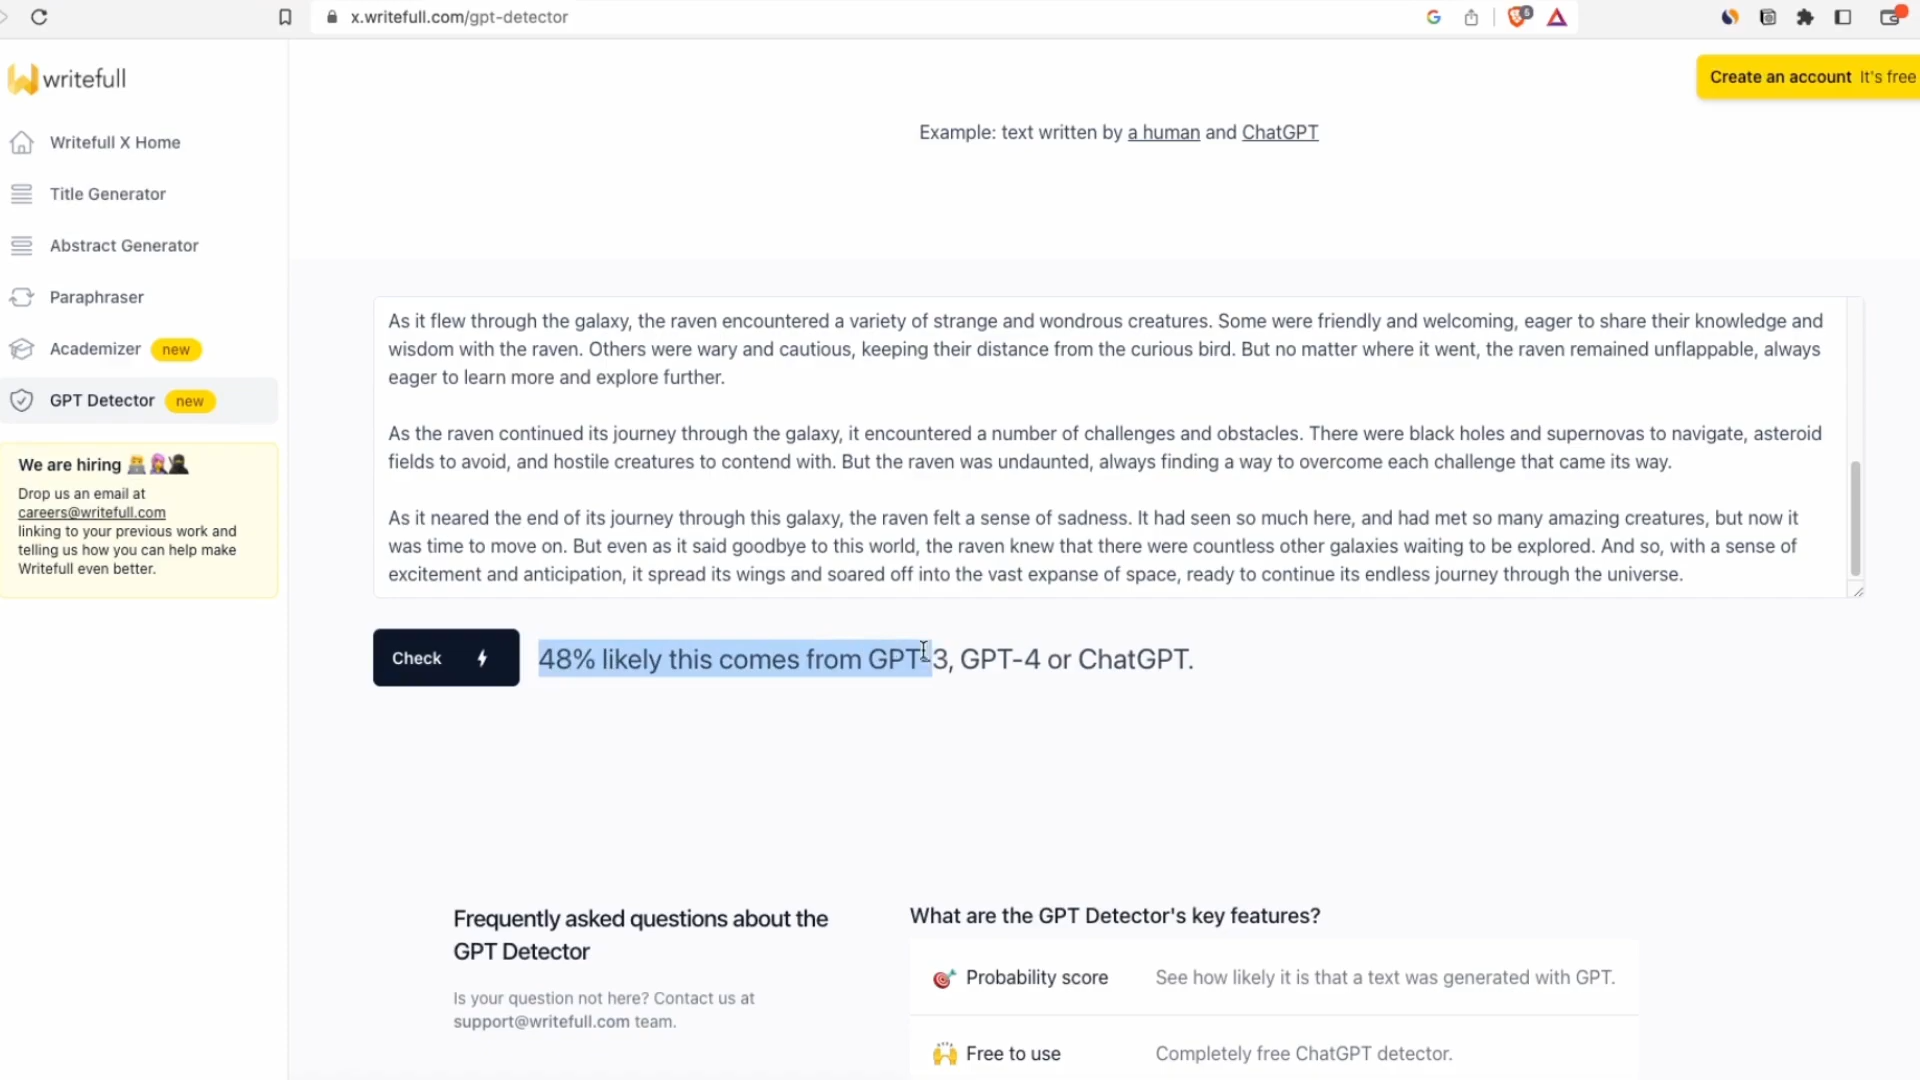 x.writefull.com/gpt-detector
6
writefull
Create an account It's free
Writefull X Home
Title Generator
Abstract Generator
Paraphraser
Academizer new
GPT Detector new
We are hiring
Drop us an email at
careers@writefull.com
linking to your previous work and
telling us how you can help make
Writefull even better.
Example: text written by a human and ChatGPT
As it flew through the galaxy, the raven encountered a variety of strange and wondrous creatures. Some were friendly and welcoming, eager to share their knowledge and
wisdom with the raven. Others were wary and cautious, keeping their distance from the curious bird. But no matter where it went, the raven remained unflappable, always
eager to learn more and explore further.
As the raven continued its journey through the galaxy, it encountered a number of challenges and obstacles. There were black holes and supernovas to navigate, asteroid
fields to avoid, and hostile creatures to contend with. But the raven was undaunted, always finding a way to overcome each challenge that came its way.
As it neared the end of its journey through this galaxy, the raven felt a sense of sadness. It had seen so much here, and had met so many amazing creatures, but now it
was time to move on. But even as it said goodbye to this world, the raven knew that there were countless other galaxies waiting to be explored. And so, with a sense of
excitement and anticipation, it spread its wings and soared off into the vast expanse of space, ready to continue its endless journey through the universe.
Check
48% likely this comes from GPT-3, GPT-4 or ChatGPT.
Frequently asked questions about the
GPT Detector
Is your question not here? Contact us at
support@writefull.com team.
What are the GPT Detector's key features?
Probability score See how likely it is that a text was generated with GPT.
Free to use Completely free ChatGPT detector.